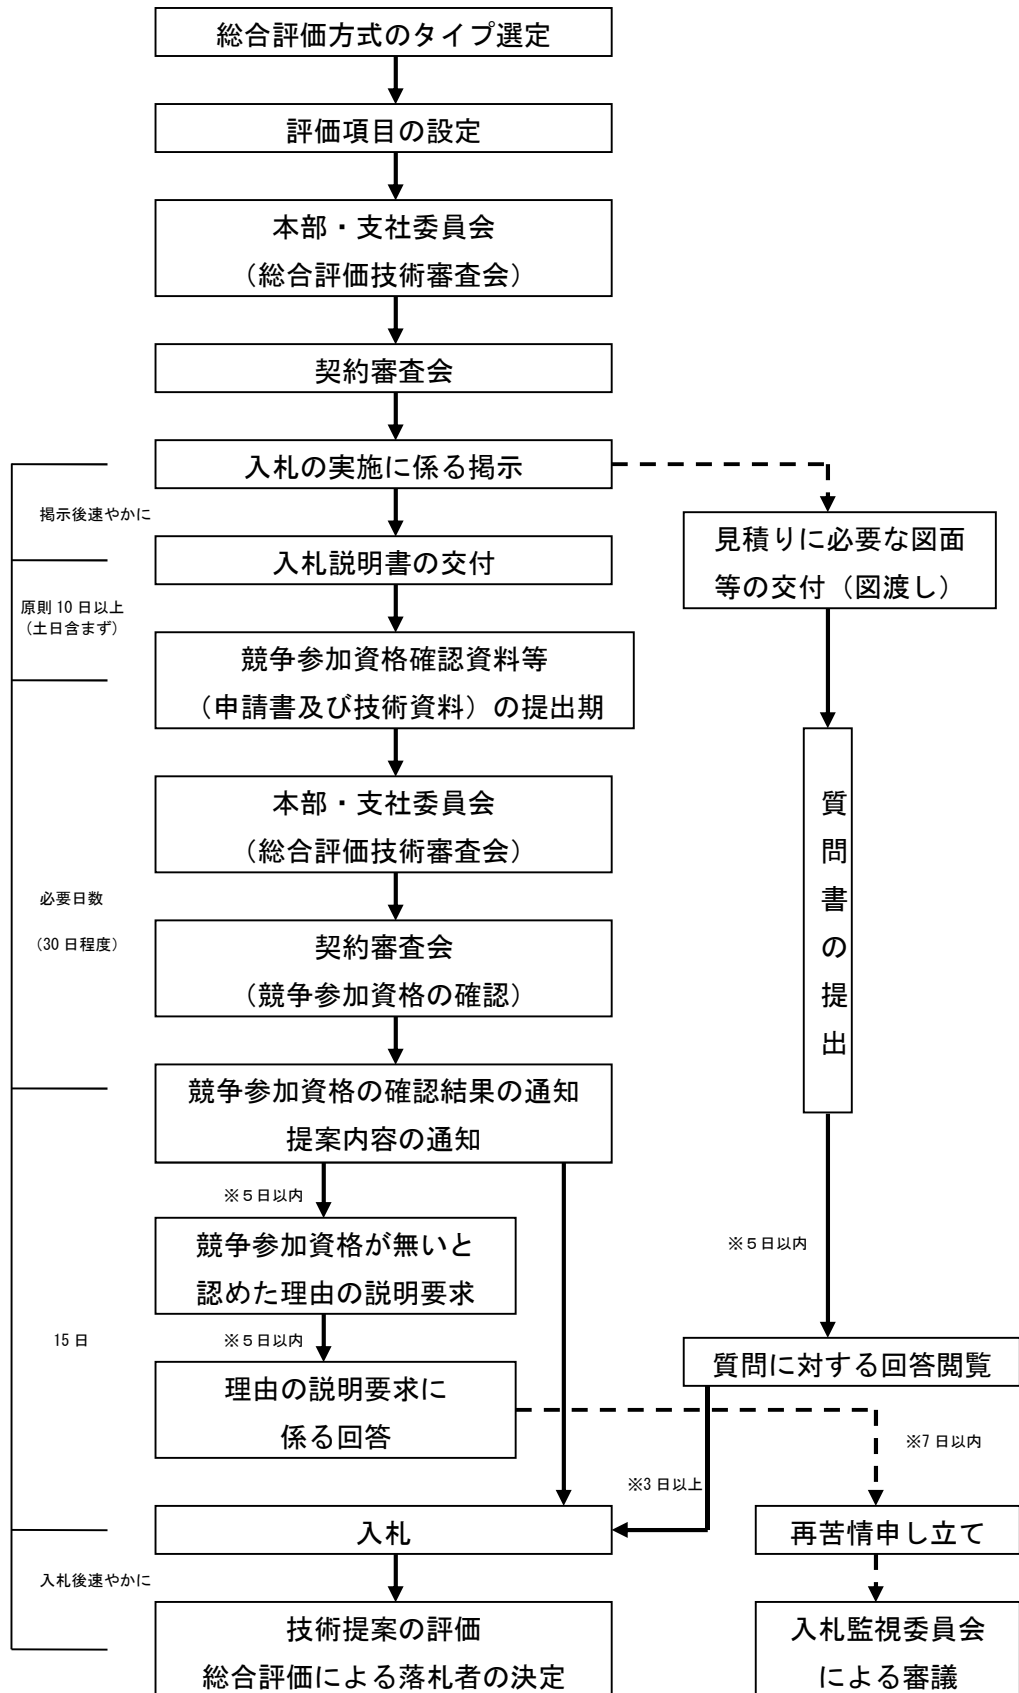 総合評価方式のタイプ選定
評価項目の設定
本部・支社委員会
（総合評価技術審査会）
契約審査会
入札の実施に係る掲示
掲示後速やかに
入札説明書の交付
見積りに必要な図面
等の交付（図渡し）
原則 10 日以上
（土日含まず）
競争参加資格確認資料等
（申請書及び技術資料）の提出期
本部・支社委員会
（総合評価技術審査会）
質問書の提出
必要日数
（30 日程度）
契約審査会
（競争参加資格の確認）
競争参加資格の確認結果の通知
提案内容の通知
※５日以内
競争参加資格が無いと
認めた理由の説明要求
※５日以内
15 日
※５日以内
質問に対する回答閲覧
理由の説明要求に
係る回答
※7 日以内
※3 日以上
入札
再苦情申し立て
入札後速やかに
技術提案の評価
総合評価による落札者の決定
入札監視委員会
による審議